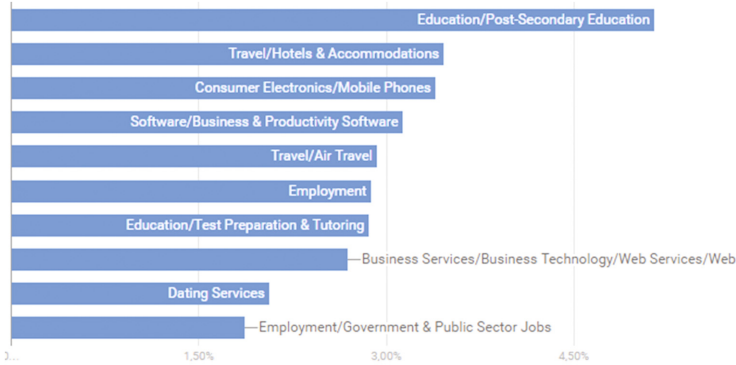 Education/Post-Secondary Education
Travel/Hotels & Accommodations
Consumer Electronics/Mobile Phones
Software/Business & Productivity Software
Travel/Air Travel
Employment
Education/Test Preparation & Tutoring
Business Services/Business Technology/Web Services/Web
Dating Services
Employment/Government & Public Sector Jobs
0... 1,50% 3,00% 4,50%